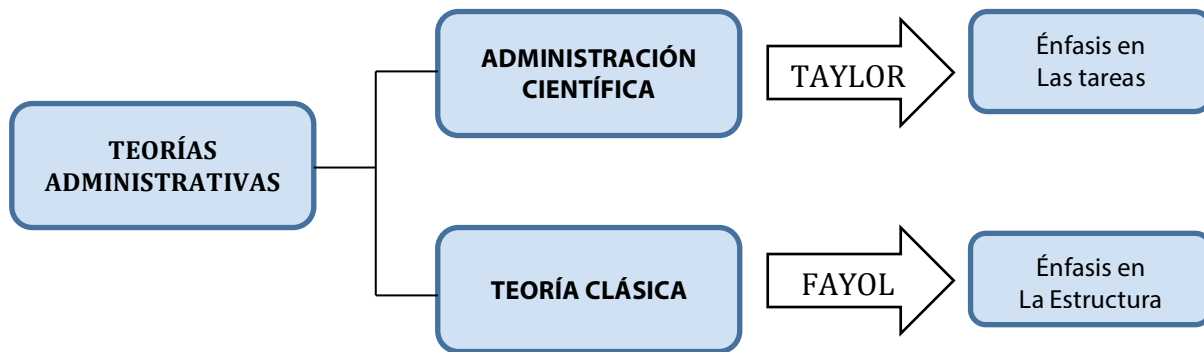 TEORÍAS
ADMINISTRATIVAS
ADMINISTRACIÓN
CIENTÍFICA
TAYLOR
Énfasis en
Las tareas
TEORÍA CLÁSICA
FAYOL
Énfasis en
La Estructura